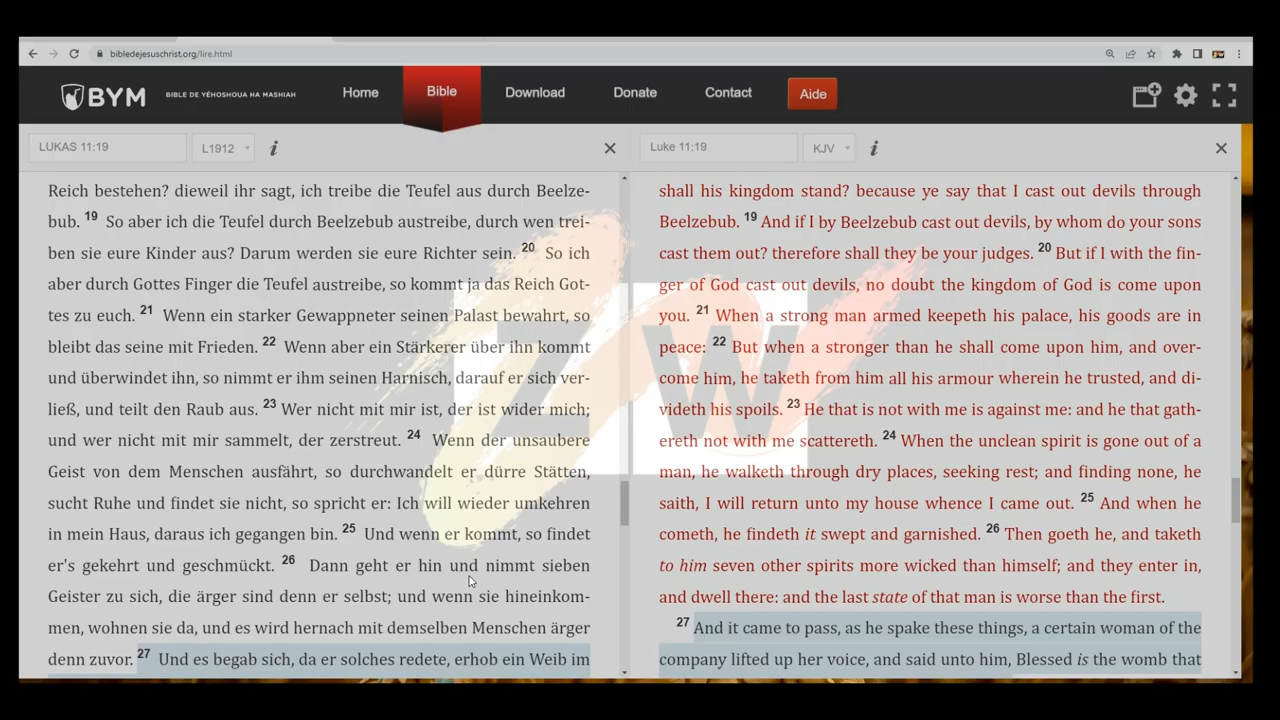 bibledejesuschrist.org/lire.html
BYM BIBLE DE YÉHOSHOUA HA MASHIAH Home Bible Download Donate Contact Aide
LUKAS 11:19 L1912 i
Reich bestehen? dieweil ihr sagt, ich treibe die Teufel aus durch Beelze-
bub. 19 So aber ich die Teufel durch Beelzebub austreibe, durch wen trei-
ben sie eure Kinder aus? Darum werden sie eure Richter sein. 20 So ich
aber durch Gottes Finger die Teufel austreibe, so kommt ja das Reich Got-
tes zu euch. 21 Wenn ein starker Gewappneter seinen Palast bewahrt, so
bleibt das seine mit Frieden. 22 Wenn aber ein Stärkerer über ihn kommt
und überwindet ihn, so nimmt er ihm seinen Harnisch, darauf er sich ver-
ließ, und teilt den Raub aus. 23 Wer nicht mit mir ist, der ist wider mich;
und wer nicht mit mir sammelt, der zerstreut. 24 Wenn der unsaubere
Geist von dem Menschen ausfährt, so durchwandelt er dürre Stätten,
sucht Ruhe und findet sie nicht, so spricht er: Ich will wieder umkehren
in mein Haus, daraus ich gegangen bin. 25 Und wenn er kommt, so findet
er's gekehrt und geschmückt. 26 Dann geht er hin und nimmt sieben
Geister zu sich, die ärger sind denn er selbst; und wenn sie hineinkom-
men, wohnen sie da, und es wird hernach mit demselben Menschen ärger
denn zuvor. 27 Und es begab sich, da er solches redete, erhob ein Weib im
Luke 11:19 KJV i
shall his kingdom stand? because ye say that I cast out devils through
Beelzebub. 19 And if I by Beelzebub cast out devils, by whom do your sons
cast them out? therefore shall they be your judges. 20 But if I with the fin-
ger of God cast out devils, no doubt the kingdom of God is come upon
you. 21 When a strong man armed keepeth his palace, his goods are in
peace: 22 But when a stronger than he shall come upon him, and over-
come him, he taketh from him all his armour wherein he trusted, and di-
videth his spoils. 23 He that is not with me is against me: and he that gath-
ereth not with me scattereth. 24 When the unclean spirit is gone out of a
man, he walketh through dry places, seeking rest; and finding none, he
saith, I will return unto my house whence I came out. 25 And when he
cometh, he findeth it swept and garnished. 26 Then goeth he, and taketh
to him seven other spirits more wicked than himself; and they enter in,
and dwell there: and the last state of that man is worse than the first.
27 And it came to pass, as he spake these things, a certain woman of the
company lifted up her voice, and said unto him, Blessed is the womb that
ZW